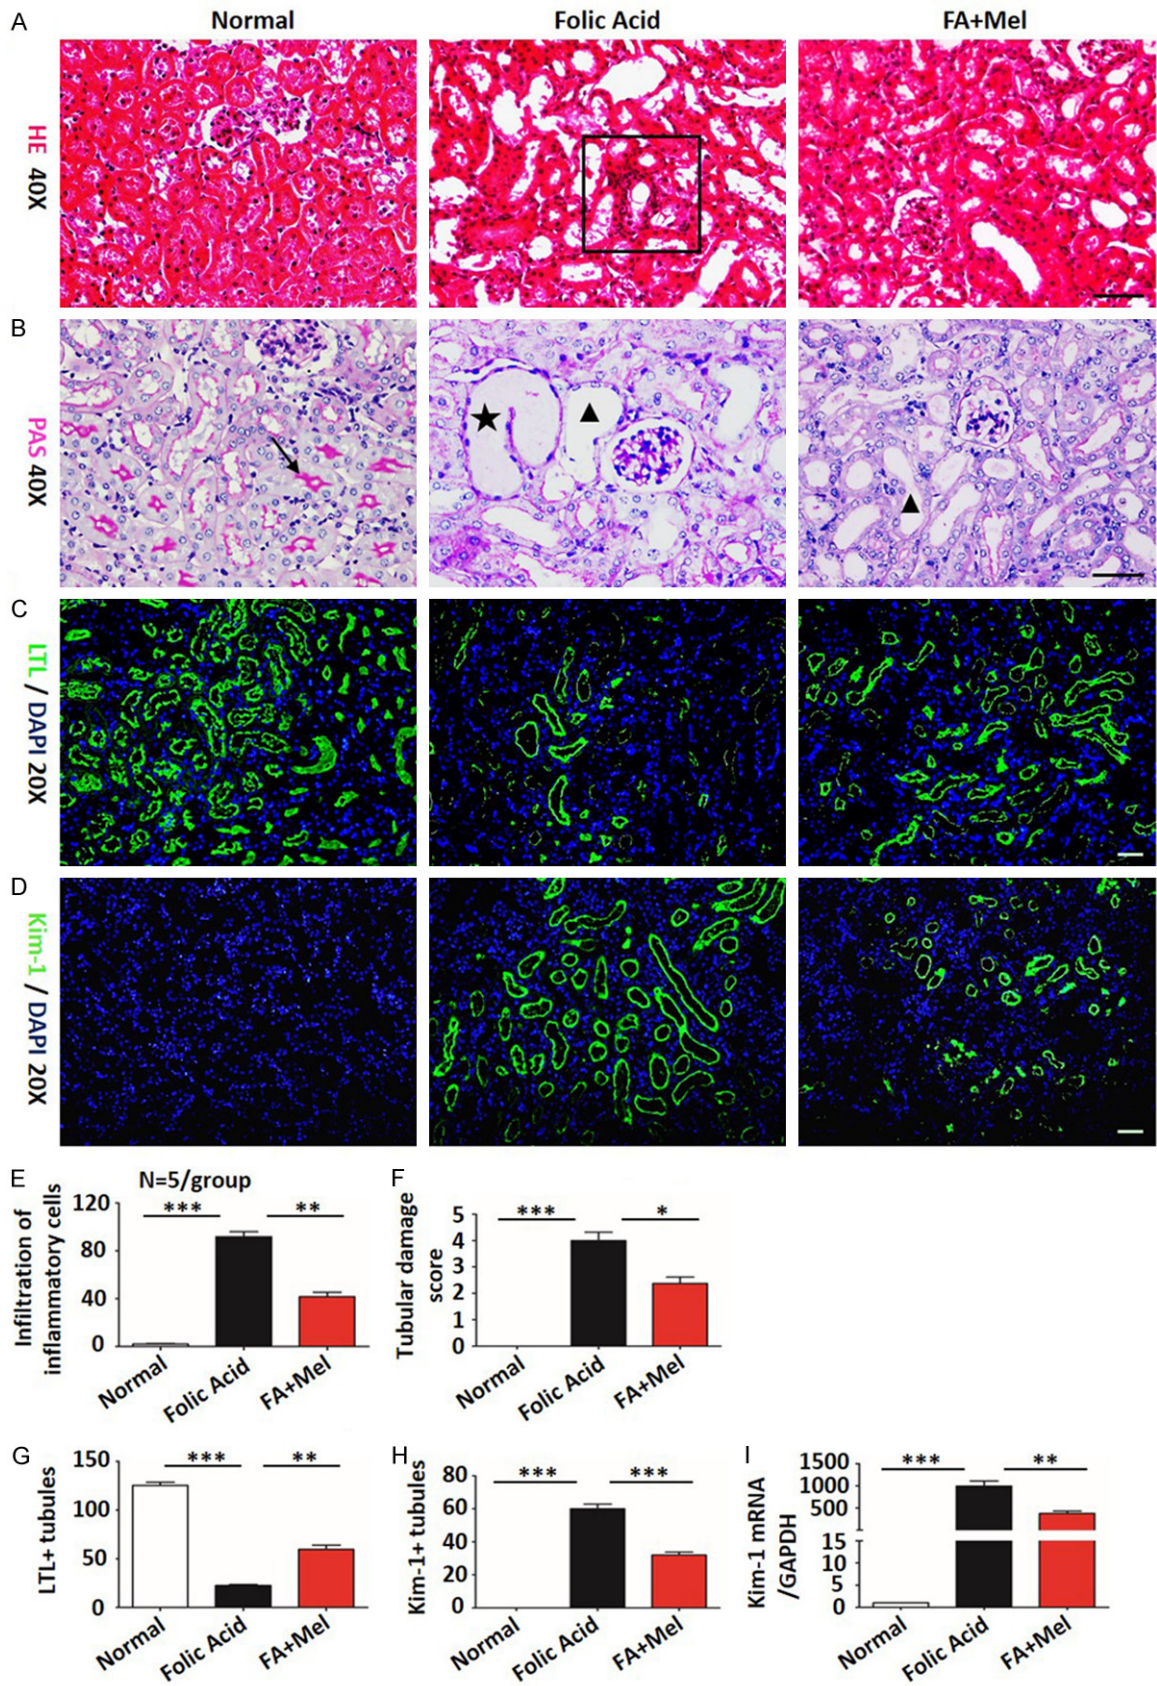 A Normal Folic Acid FA+Mel
HE 40X
B
PAS 40X
C
LTL / DAPI 20X
D
Kim-1 / DAPI 20X
E
N=5/group
Infiltration of
inflammatory cells
120
80
40
0
*** **
Normal Folic Acid FA+Mel
F
Tubular damage
score
5
4
3
2
1
0
*** *
Normal Folic Acid FA+Mel
G
LTL+ tubules
150
100
50
0
*** **
Normal Folic Acid FA+Mel
H
Kim-1+ tubules
80
60
40
20
0
*** ***
Normal Folic Acid FA+Mel
I
Kim-1 mRNA
/GAPDH
1500
1000
500
15
10
5
0
*** **
Normal Folic Acid FA+Mel